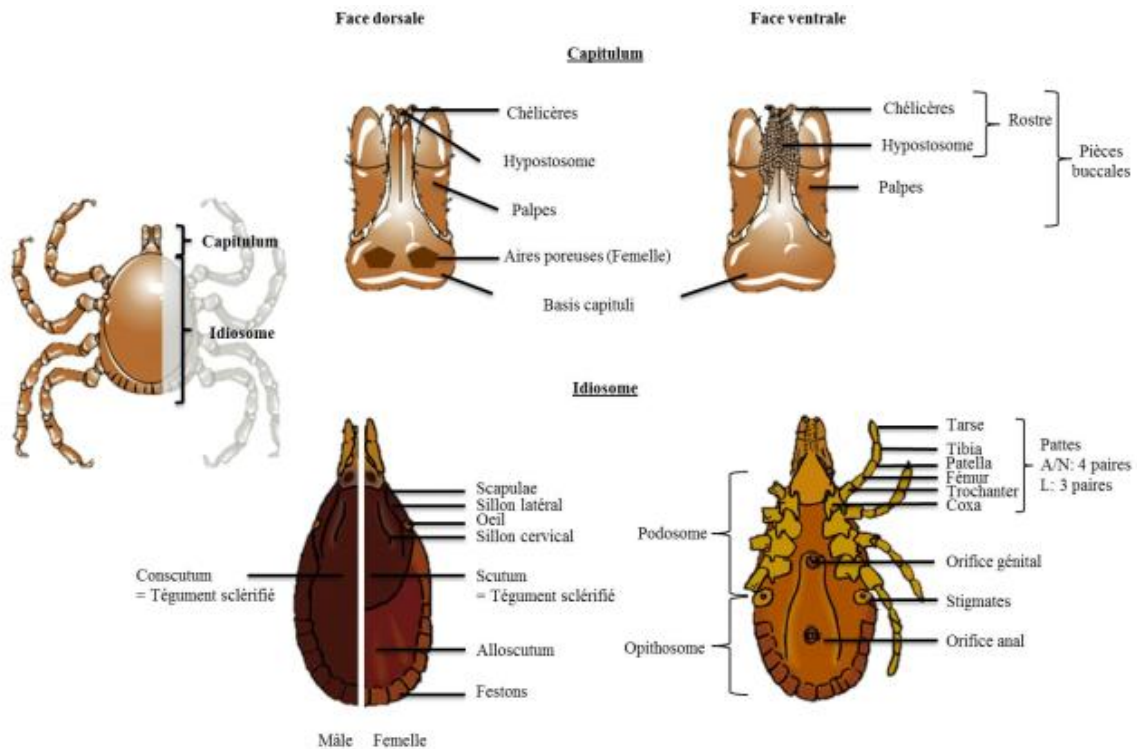 Face dorsale
Face ventrale
Capitulum
Chélicères
Hypostosome
Palpes
Aires poreuses (Femelle)
Basis capituli
Chélicères
Hypostosome
Rostre
Palpes
Pièces
buccales
Capitulum
Idiosome
Idiosome
Scapulae
Sillon latéral
Oeil
Sillon cervical
Conscutum
= Tégument sclérifié
Scutum
= Tégument sclérifié
Alloscutum
Festons
Mâle
Femelle
Tarse
Tibia
Patella
Fémur
Trochanter
Coxa
Pattes
A/N: 4 paires
L: 3 paires
Podosome
Orifice génital
Stigmates
Opithosome
Orifice anal